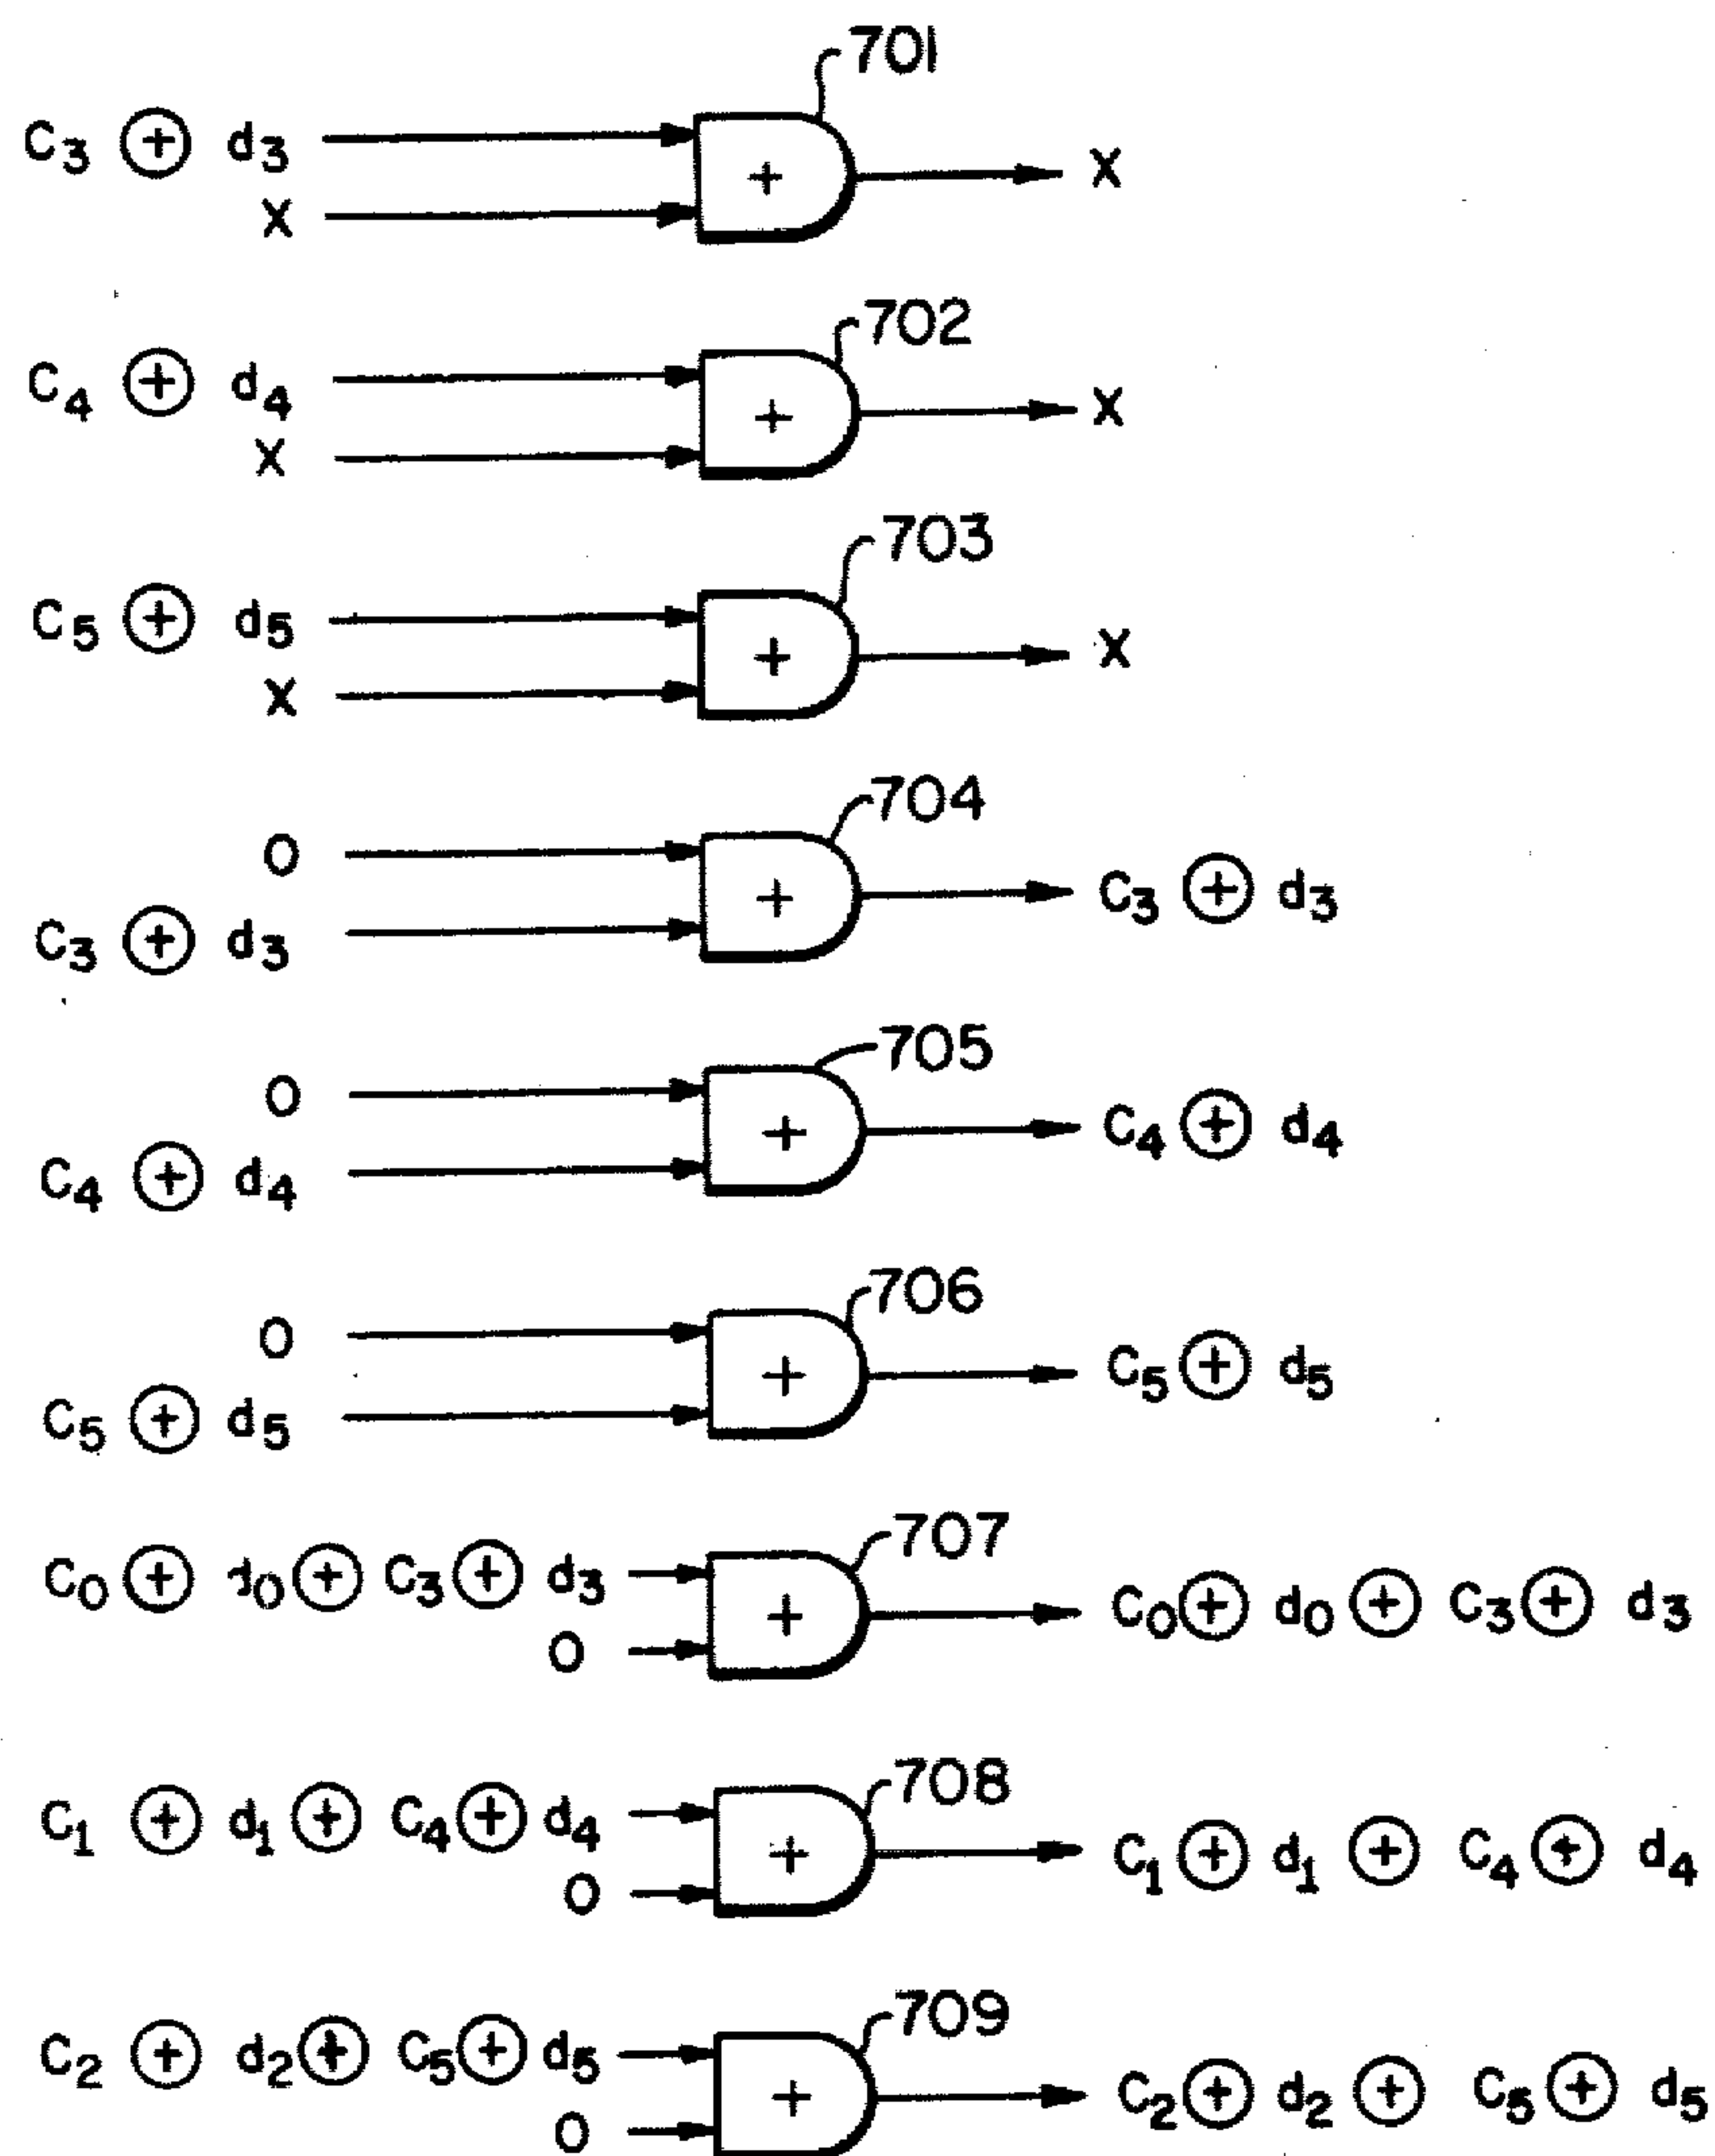 701
C₃ ⊕ d₃
X
+
X
702
C₄ ⊕ d₄
X
+
X
703
C₅ ⊕ d₅
X
+
X
704
0
C₃ ⊕ d₃
+
C₃ ⊕ d₃
705
0
C₄ ⊕ d₄
+
C₄ ⊕ d₄
706
0
C₅ ⊕ d₅
+
C₅ ⊕ d₅
707
C₀ ⊕ d₀ ⊕ C₃ ⊕ d₃
0
+
C₀ ⊕ d₀ ⊕ C₃ ⊕ d₃
708
C₁ ⊕ d₁ ⊕ C₄ ⊕ d₄
0
+
C₁ ⊕ d₁ ⊕ C₄ ⊕ d₄
709
C₂ ⊕ d₂ ⊕ C₅ ⊕ d₅
0
+
C₂ ⊕ d₂ ⊕ C₅ ⊕ d₅